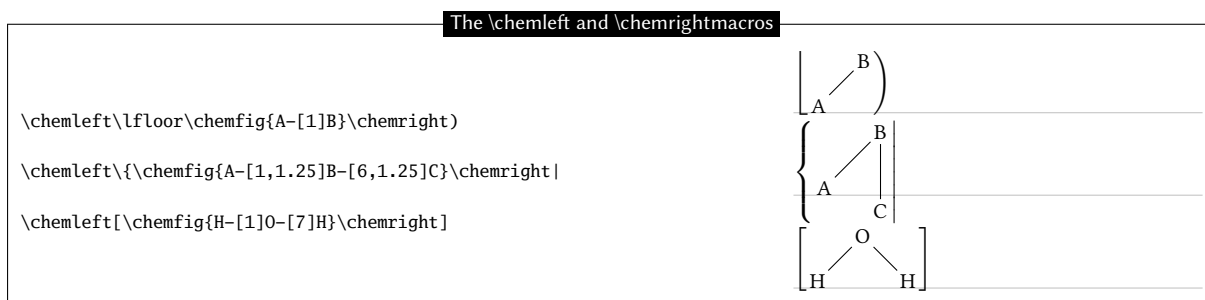 The \chemleft and \chemrightmacros
\chemleft\lfloor\chemfig{A-[1]B}\chemright)
\chemleft\{\chemfig{A-[1,1.25]B-[6,1.25]C}\chemright|
\chemleft[\chemfig{H-[1]O-[7]H}\chemright]
B
A
B
A
C
O
H H